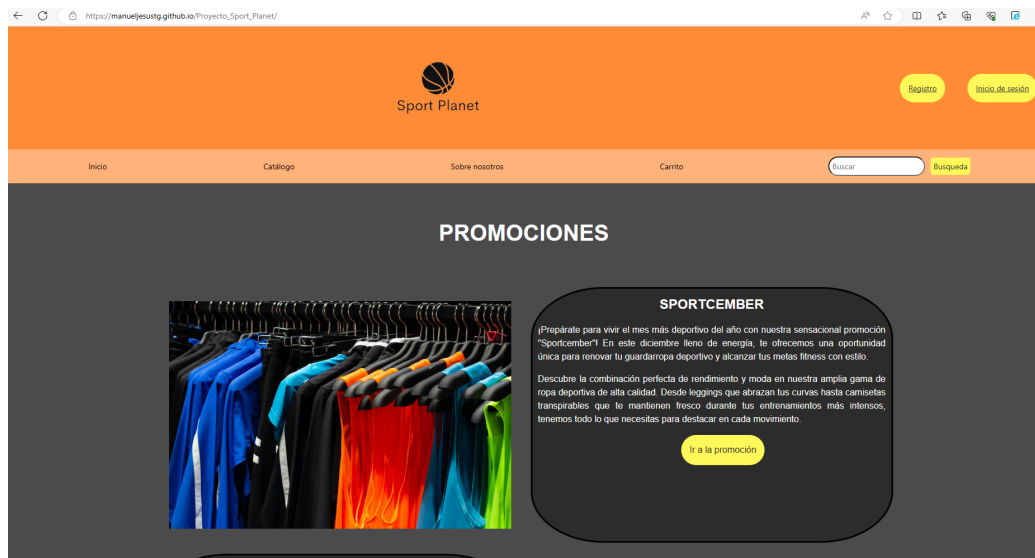 https://manueljesustg.github.io/Proyecto_Sport_Planet/
Sport Planet
Registro
Inicio de sesión
Inicio
Catálogo
Sobre nosotros
Carrito
Buscar
Busqueda
PROMOCIONES
SPORTCEMBER
¡Prepárate para vivir el mes más deportivo del año con nuestra sensacional promoción
"Sportcember"! En este diciembre lleno de energía, te ofrecemos una oportunidad
única para renovar tu guardarropa deportivo y alcanzar tus metas fitness con estilo.
Descubre la combinación perfecta de rendimiento y moda en nuestra amplia gama de
ropa deportiva de alta calidad. Desde leggings que abrazan tus curvas hasta camisetas
transpirables que te mantienen fresco durante tus entrenamientos más intensos,
tenemos todo lo que necesitas para destacar en cada movimiento.
Ir a la promoción